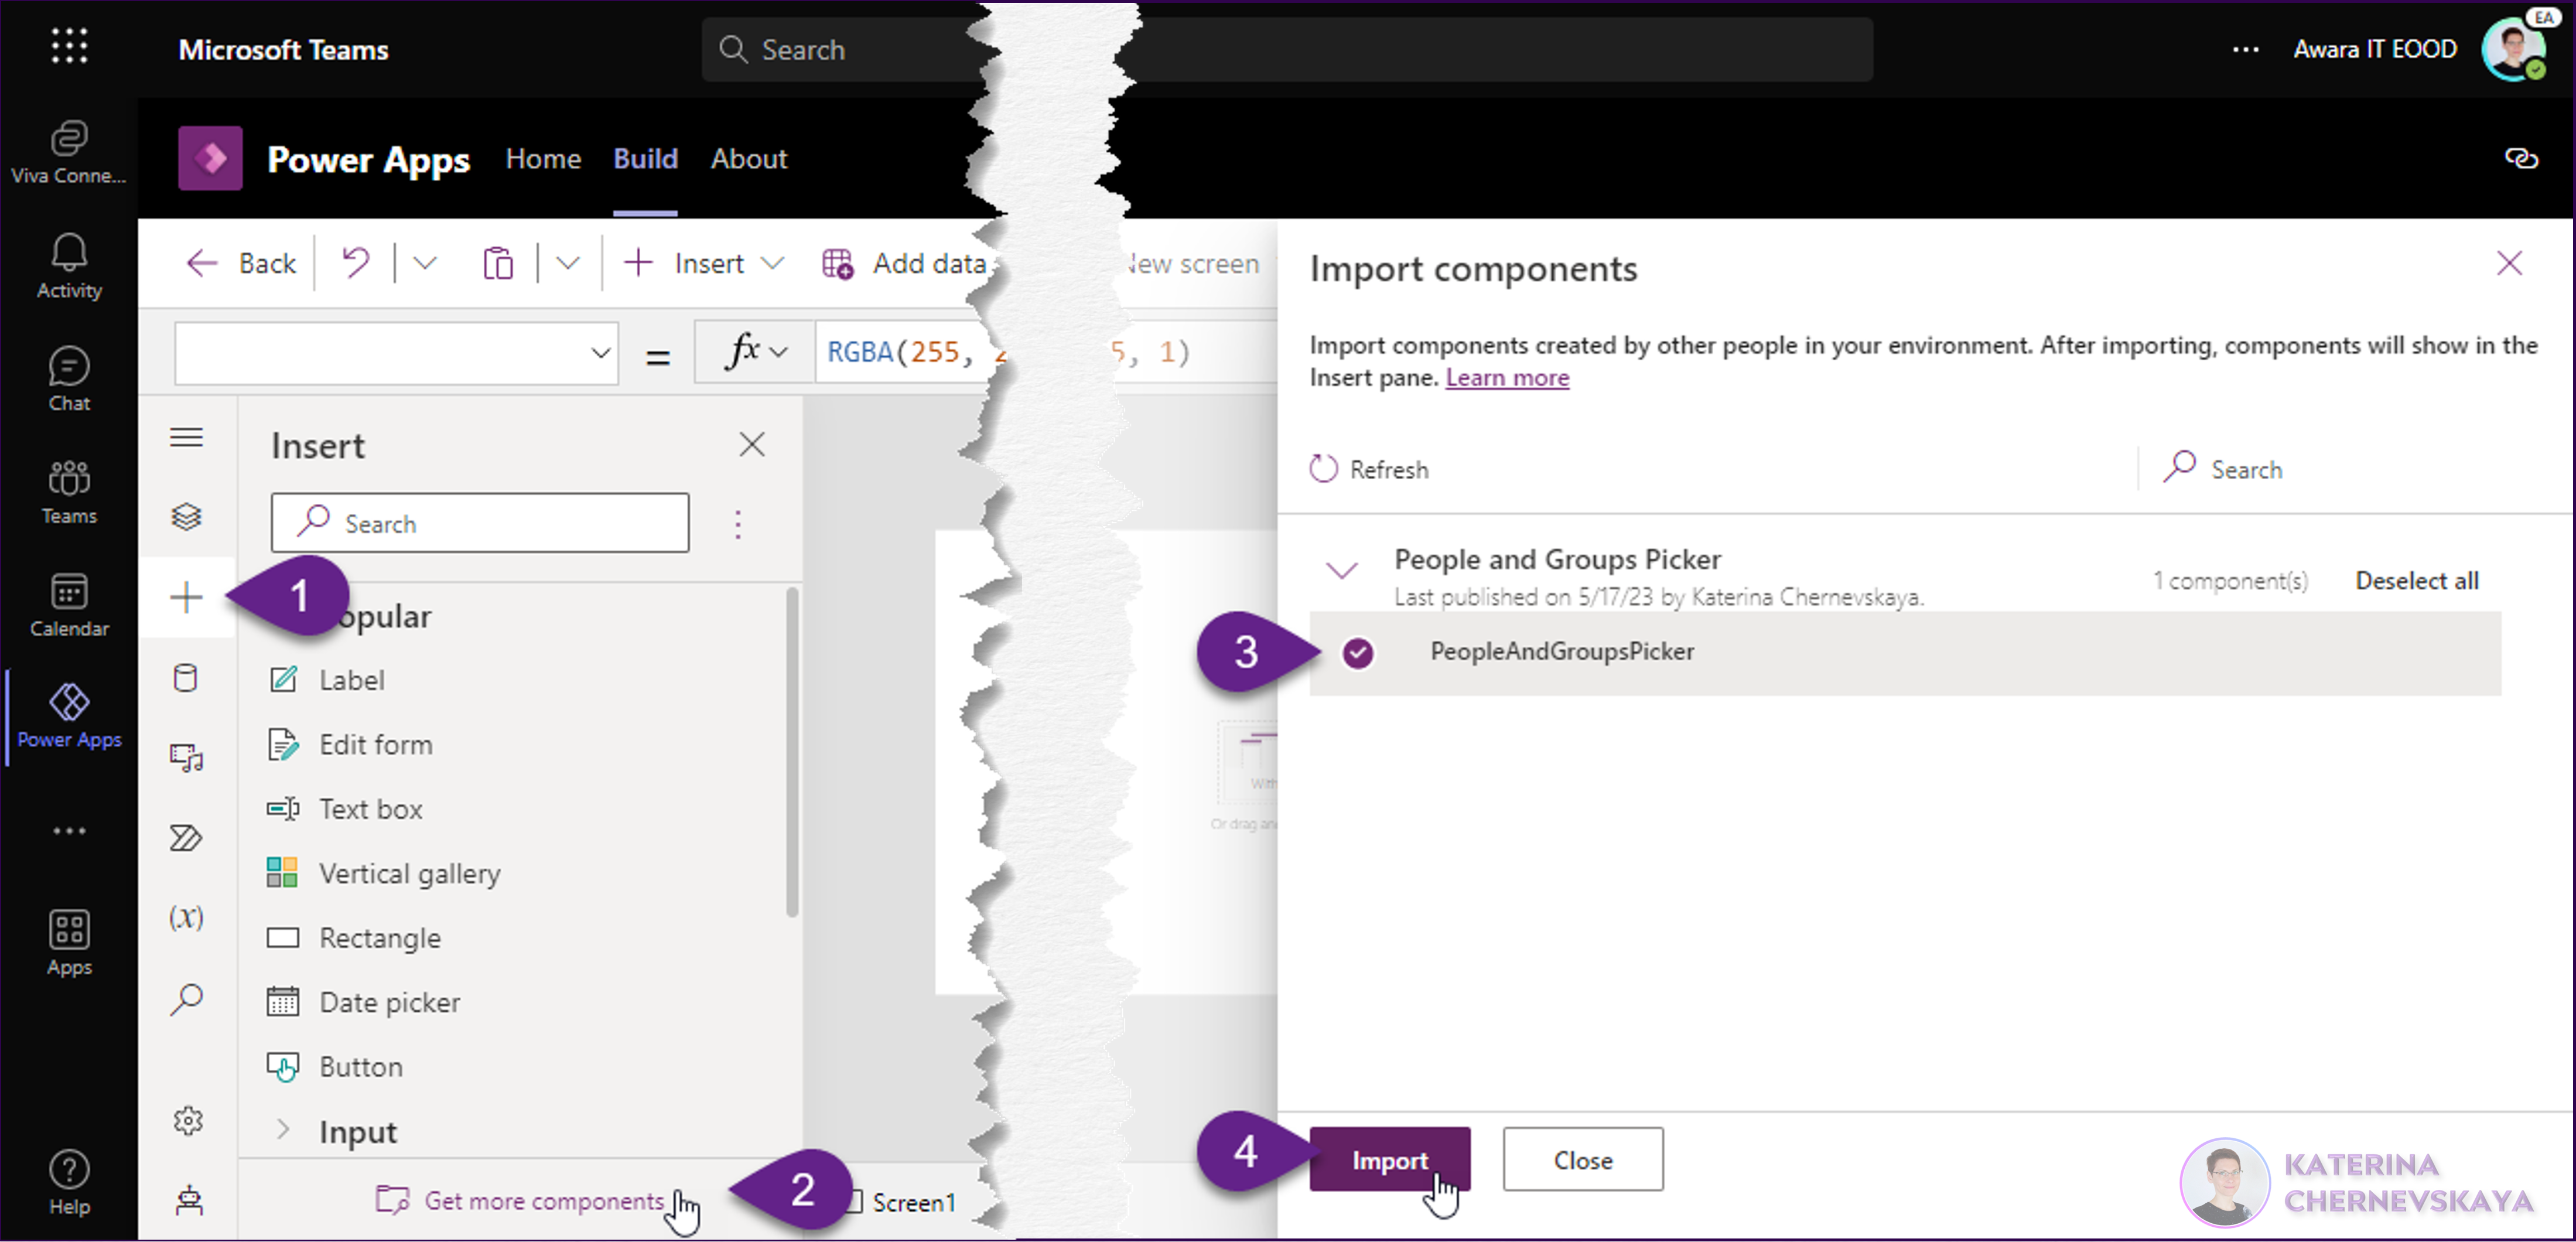 EA
Microsoft Teams
Search
Awara IT EOOD
Viva Conne...
Power Apps
Home
Build
About
Activity
Chat
Teams
Calendar
Power Apps
Apps
Help
Back
Insert
Add data
New screen
=
fx
RGBA(255, 2
5, 1)
Insert
Search
1
opular
Label
Edit form
Text box
Vertical gallery
Rectangle
Date picker
Button
Input
(x)
Get more components
2
Screen1
With
Or drag an
Import components
Import components created by other people in your environment. After importing, components will show in the
Insert pane. Learn more
Refresh
Search
People and Groups Picker
Last published on 5/17/23 by Katerina Chernevskaya.
1 component(s)
Deselect all
3
PeopleAndGroupsPicker
4
Import
Close
KATERINA
CHERNEVSKAYA